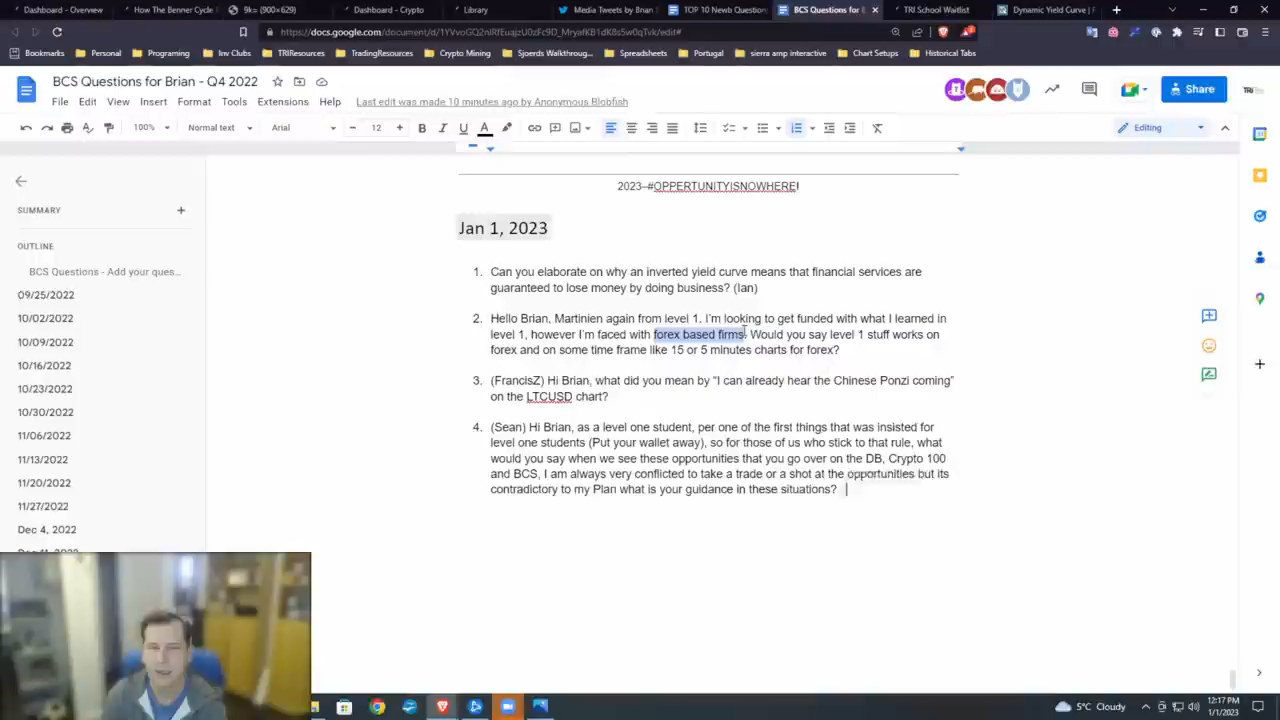 Dashboard - Overview
How The Benner Cycle
9k= (900×629)
Dashboard - Crypto
Library
Media Tweets by Brian
TOP 10 Newb Question
BCS Questions for B
TRI School Waitlist
Dynamic Yield Curve |
Bookmarks
Personal
Programing
Inv Clubs
TRIResources
TradingResources
Crypto Mining
Sjoerds Walkthroug...
Spreadsheets
Portugal
sierra amp interactive
Chart Setups
Historical Tabs
BCS Questions for Brian - Q4 2022
Share
File Edit View Insert Format Tools Extensions Help Last edit was made 10 minutes ago by Anonymous Blobfish
100% Normal text Arial 12 Editing
SUMMARY
OUTLINE
BCS Questions - Add your ques...
09/25/2022
10/02/2022
10/09/2022
10/16/2022
10/23/2022
10/30/2022
11/06/2022
11/13/2022
11/20/2022
11/27/2022
Dec 4, 2022
2023–#OPPERTUNITYISNOWHERE!
Jan 1, 2023
1. Can you elaborate on why an inverted yield curve means that financial services are
guaranteed to lose money by doing business? (Ian)
2. Hello Brian, Martinien again from level 1. I'm looking to get funded with what I learned in
level 1, however I'm faced with forex based firms. Would you say level 1 stuff works on
forex and on some time frame like 15 or 5 minutes charts for forex?
3. (FrancisZ) Hi Brian, what did you mean by “I can already hear the Chinese Ponzi coming”
on the LTCUSD chart?
4. (Sean) Hi Brian, as a level one student, per one of the first things that was insisted for
level one students (Put your wallet away), so for those of us who stick to that rule, what
would you say when we see these opportunities that you go over on the DB, Crypto 100
and BCS, I am always very conflicted to take a trade or a shot at the opportunities but its
contradictory to my Plan what is your guidance in these situations?
5°C Cloudy
12:17 PM
1/1/2023